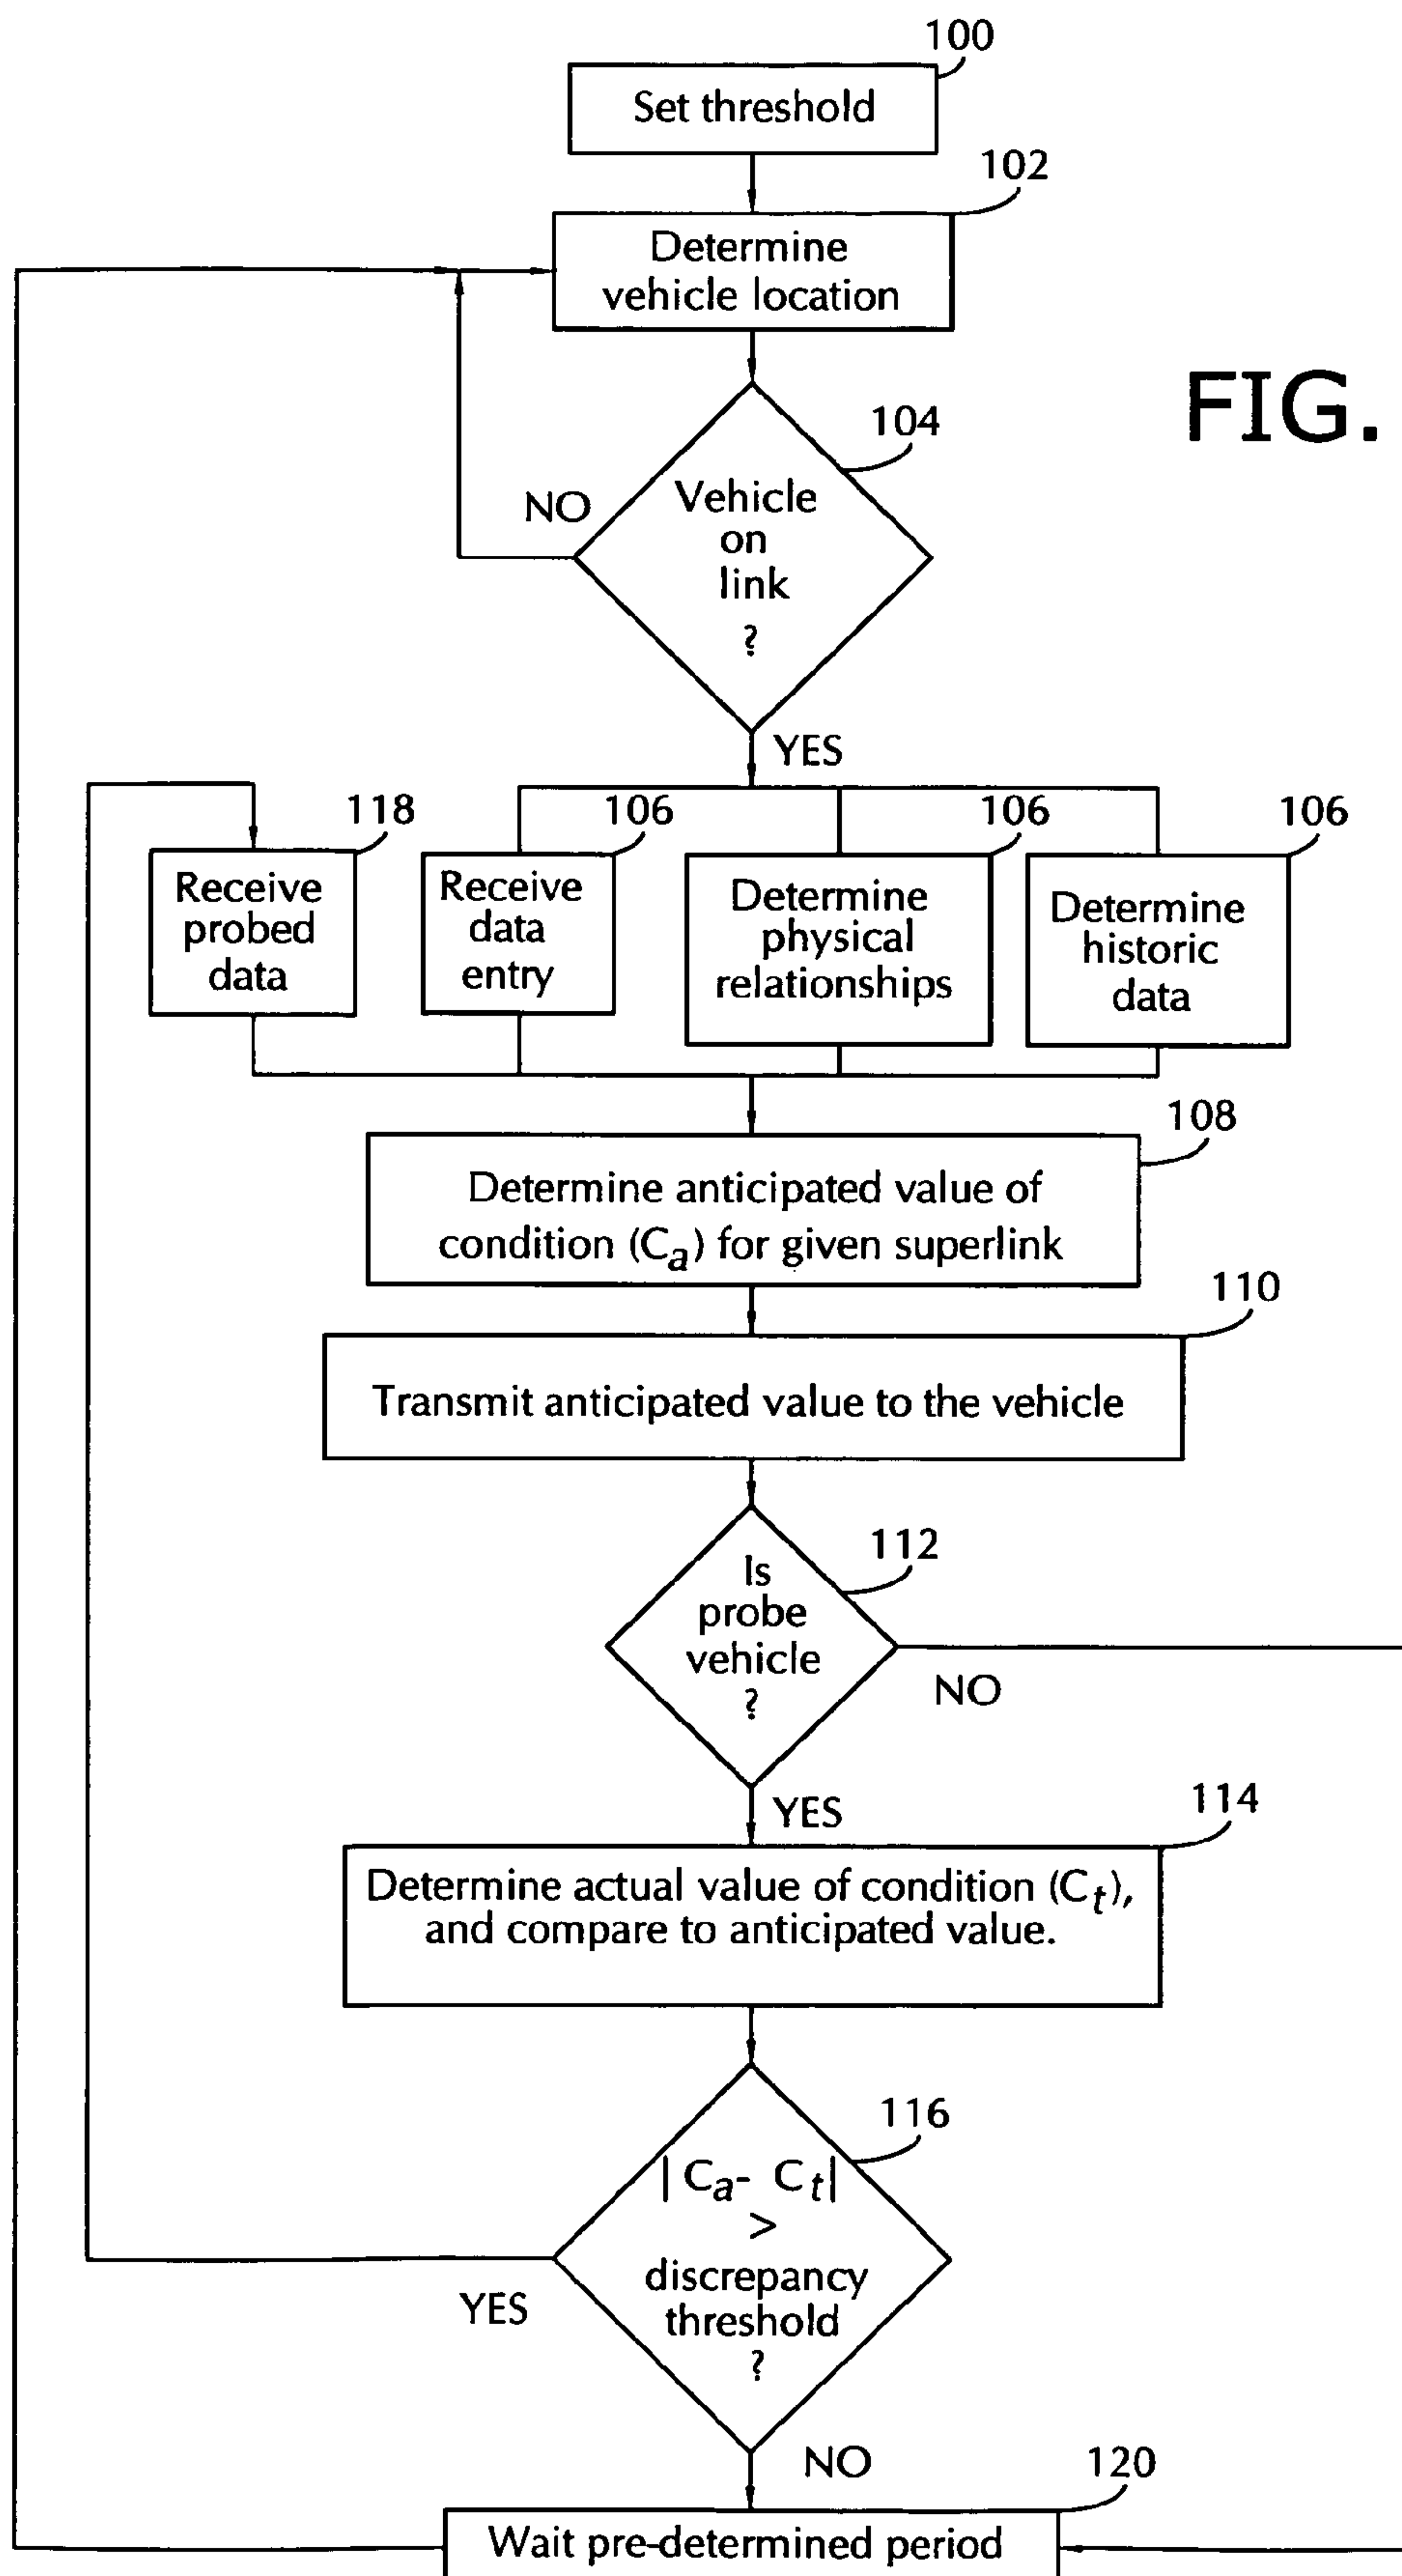 100
Set threshold
102
Determine
vehicle location
FIG.
104
NO
Vehicle
on
link
?
YES
118
106
106
106
Receive
probed
data
Receive
data
entry
Determine
physical
relationships
Determine
historic
data
108
Determine anticipated value of
condition (Ca) for given superlink
110
Transmit anticipated value to the vehicle
112
Is
probe
vehicle
?
NO
YES
114
Determine actual value of condition (Ct),
and compare to anticipated value.
116
|Ca- Ct|
>
discrepancy
threshold
?
YES
NO
120
Wait pre-determined period